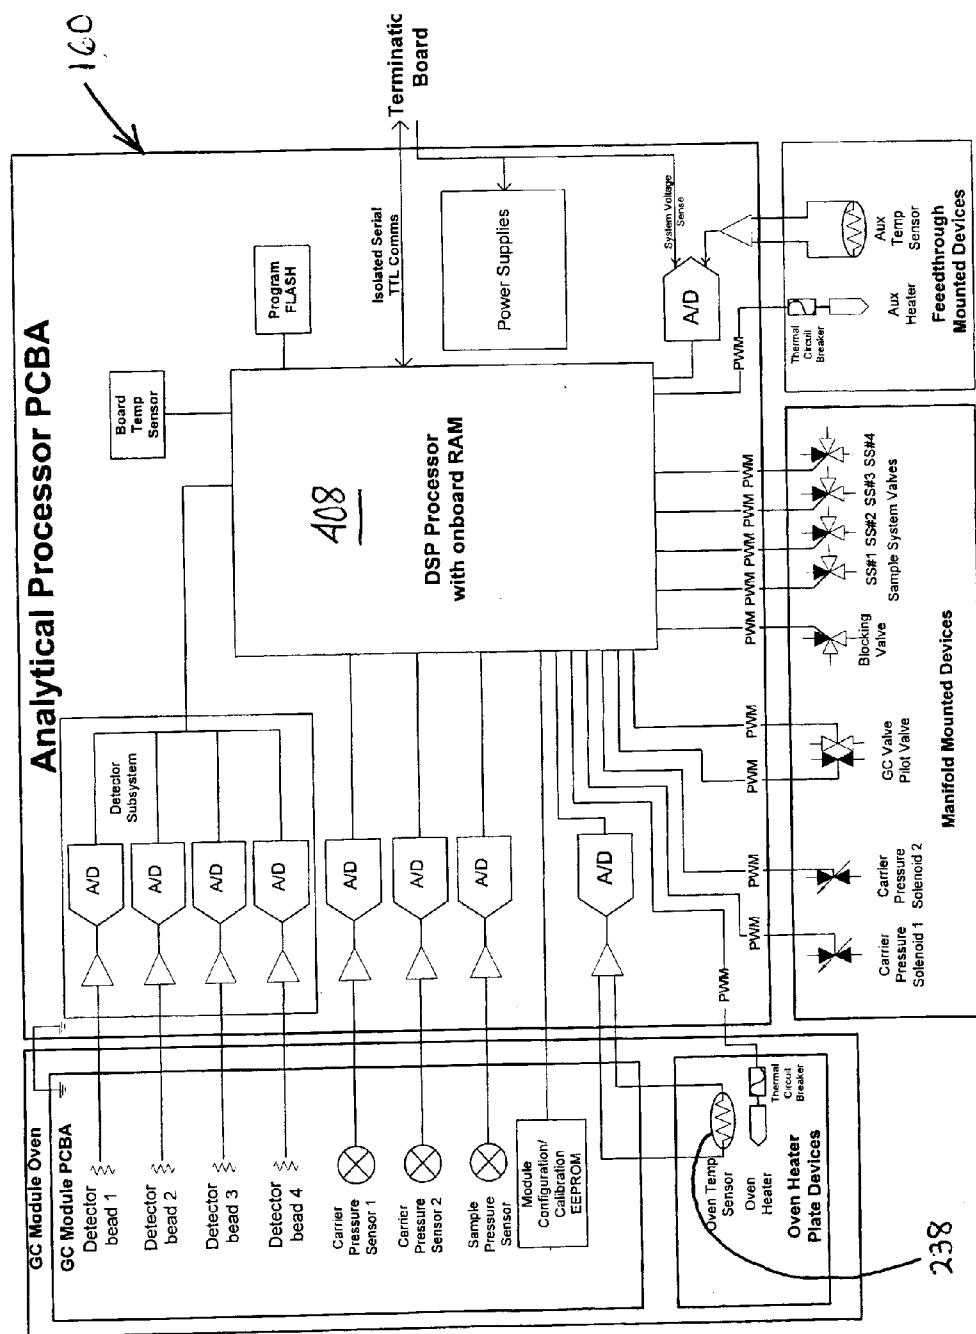 160
Analytical Processor PCBA
Terminatic
Board
Isolated Serial
TTL Comms
Program
FLASH
Board
Temp
Sensor
Power Supplies
System Voltage
Sense
A/D
408
DSP Processor
with onboard RAM
Detector
Subsystem
A/D
A/D
A/D
A/D
A/D
A/D
A/D
A/D
PWM
PWM
PWM
PWM
PWM
PWM
PWM
PWM
PWM
PWM
PWM
GC Module Oven
GC Module PCBA
Detector
bead 1
Detector
bead 2
Detector
bead 3
Detector
bead 4
Carrier
Pressure
Sensor 1
Carrier
Pressure
Sensor 2
Sample
Pressure
Sensor
Module
Configuration/
Calibration
EEPROM
Oven Temp
Sensor
Oven
Heater
Thermal
Circuit
Breaker
Oven Heater
Plate Devices
238
Carrier
Pressure
Solenoid 1
Carrier
Pressure
Solenoid 2
GC Valve
Pilot Valve
Blocking
Valve
SS#1 SS#2 SS#3 SS#4
Sample System Valves
Manifold Mounted Devices
Thermal
Circuit
Breaker
Aux
Heater
Aux
Temp
Sensor
Feeedthrough
Mounted Devices